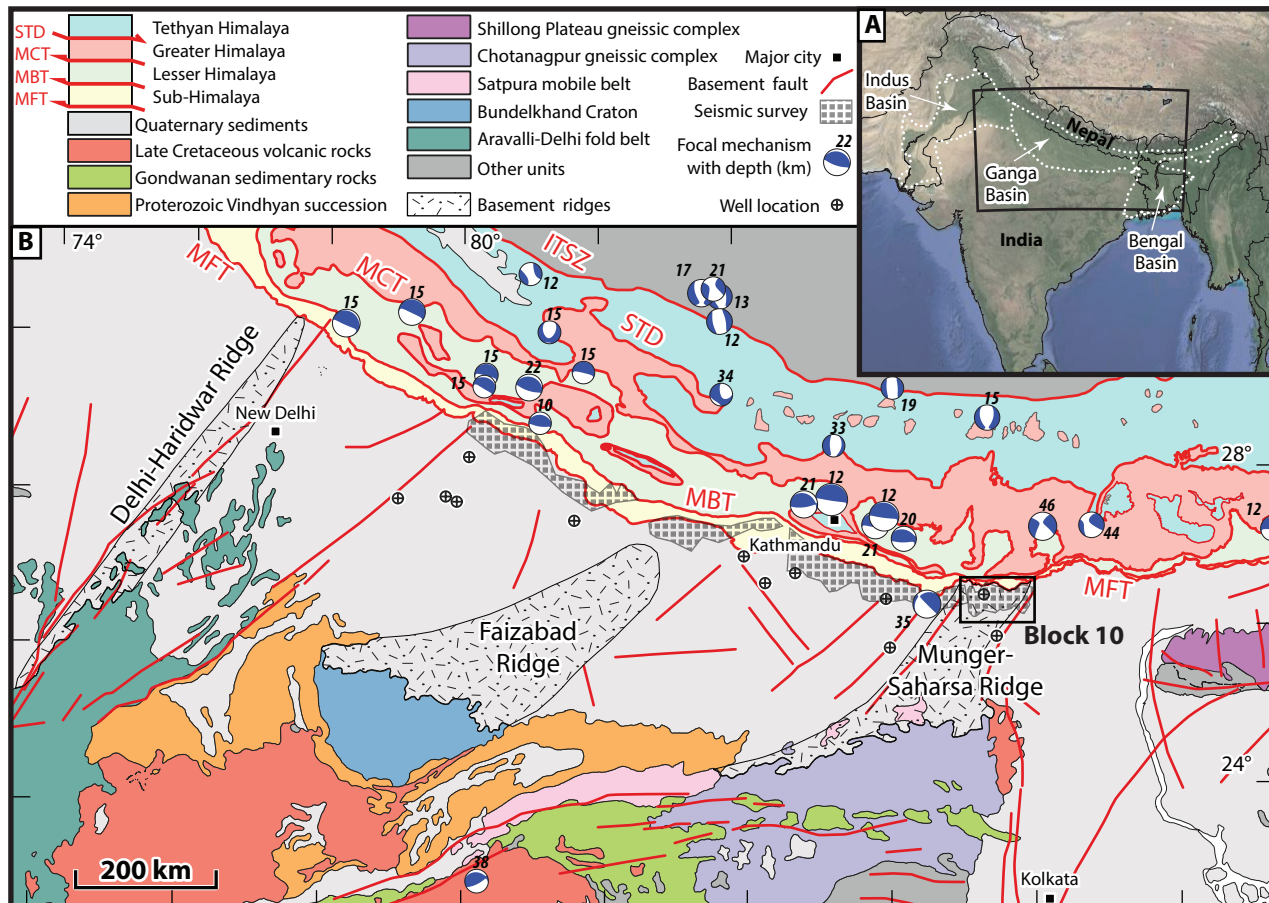 STD
MCT
MBT
MFT
Tethyan Himalaya
Greater Himalaya
Lesser Himalaya
Sub-Himalaya
Quaternary sediments
Late Cretaceous volcanic rocks
Gondwanan sedimentary rocks
Proterozoic Vindhyan succession
Shillong Plateau gneissic complex
Chotanagpur gneissic complex
Satpura mobile belt
Bundelkhand Craton
Aravalli-Delhi fold belt
Other units
Basement ridges
Major city
Basement fault
Seismic survey
22
Focal mechanism
with depth (km)
Well location
A
Indus
Basin
Nepal
Ganga
Basin
India
Bengal
Basin
B
74°
80°
MFT
MCT
ITSZ
STD
12
17
21
13
12
15
15
15
15
15
22
15
10
34
19
15
33
Delhi-Haridwar Ridge
New Delhi
28°
MBT
21
12
12
20
21
46
44
12
Kathmandu
MFT
35
Block 10
Faizabad
Ridge
Munger-
Saharsa Ridge
24°
200 km
38
Kolkata